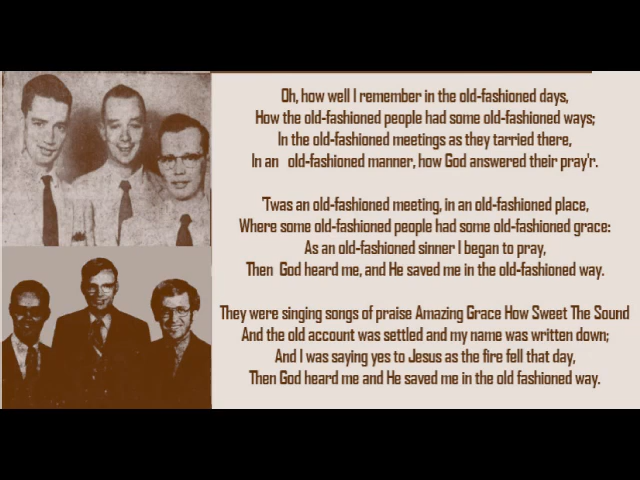 Oh, how well I remember in the old-fashioned days,
How the old-fashioned people had some old-fashioned ways;
In the old-fashioned meetings as they tarried there,
In an old-fashioned manner, how God answered their pray'r.
'Twas an old-fashioned meeting, in an old-fashioned place,
Where some old-fashioned people had some old-fashioned grace:
As an old-fashioned sinner I began to pray,
Then God heard me, and He saved me in the old-fashioned way.
They were singing songs of praise Amazing Grace How Sweet The Sound
And the old account was settled and my name was written down;
And I was saying yes to Jesus as the fire fell that day,
Then God heard me and He saved me in the old fashioned way.